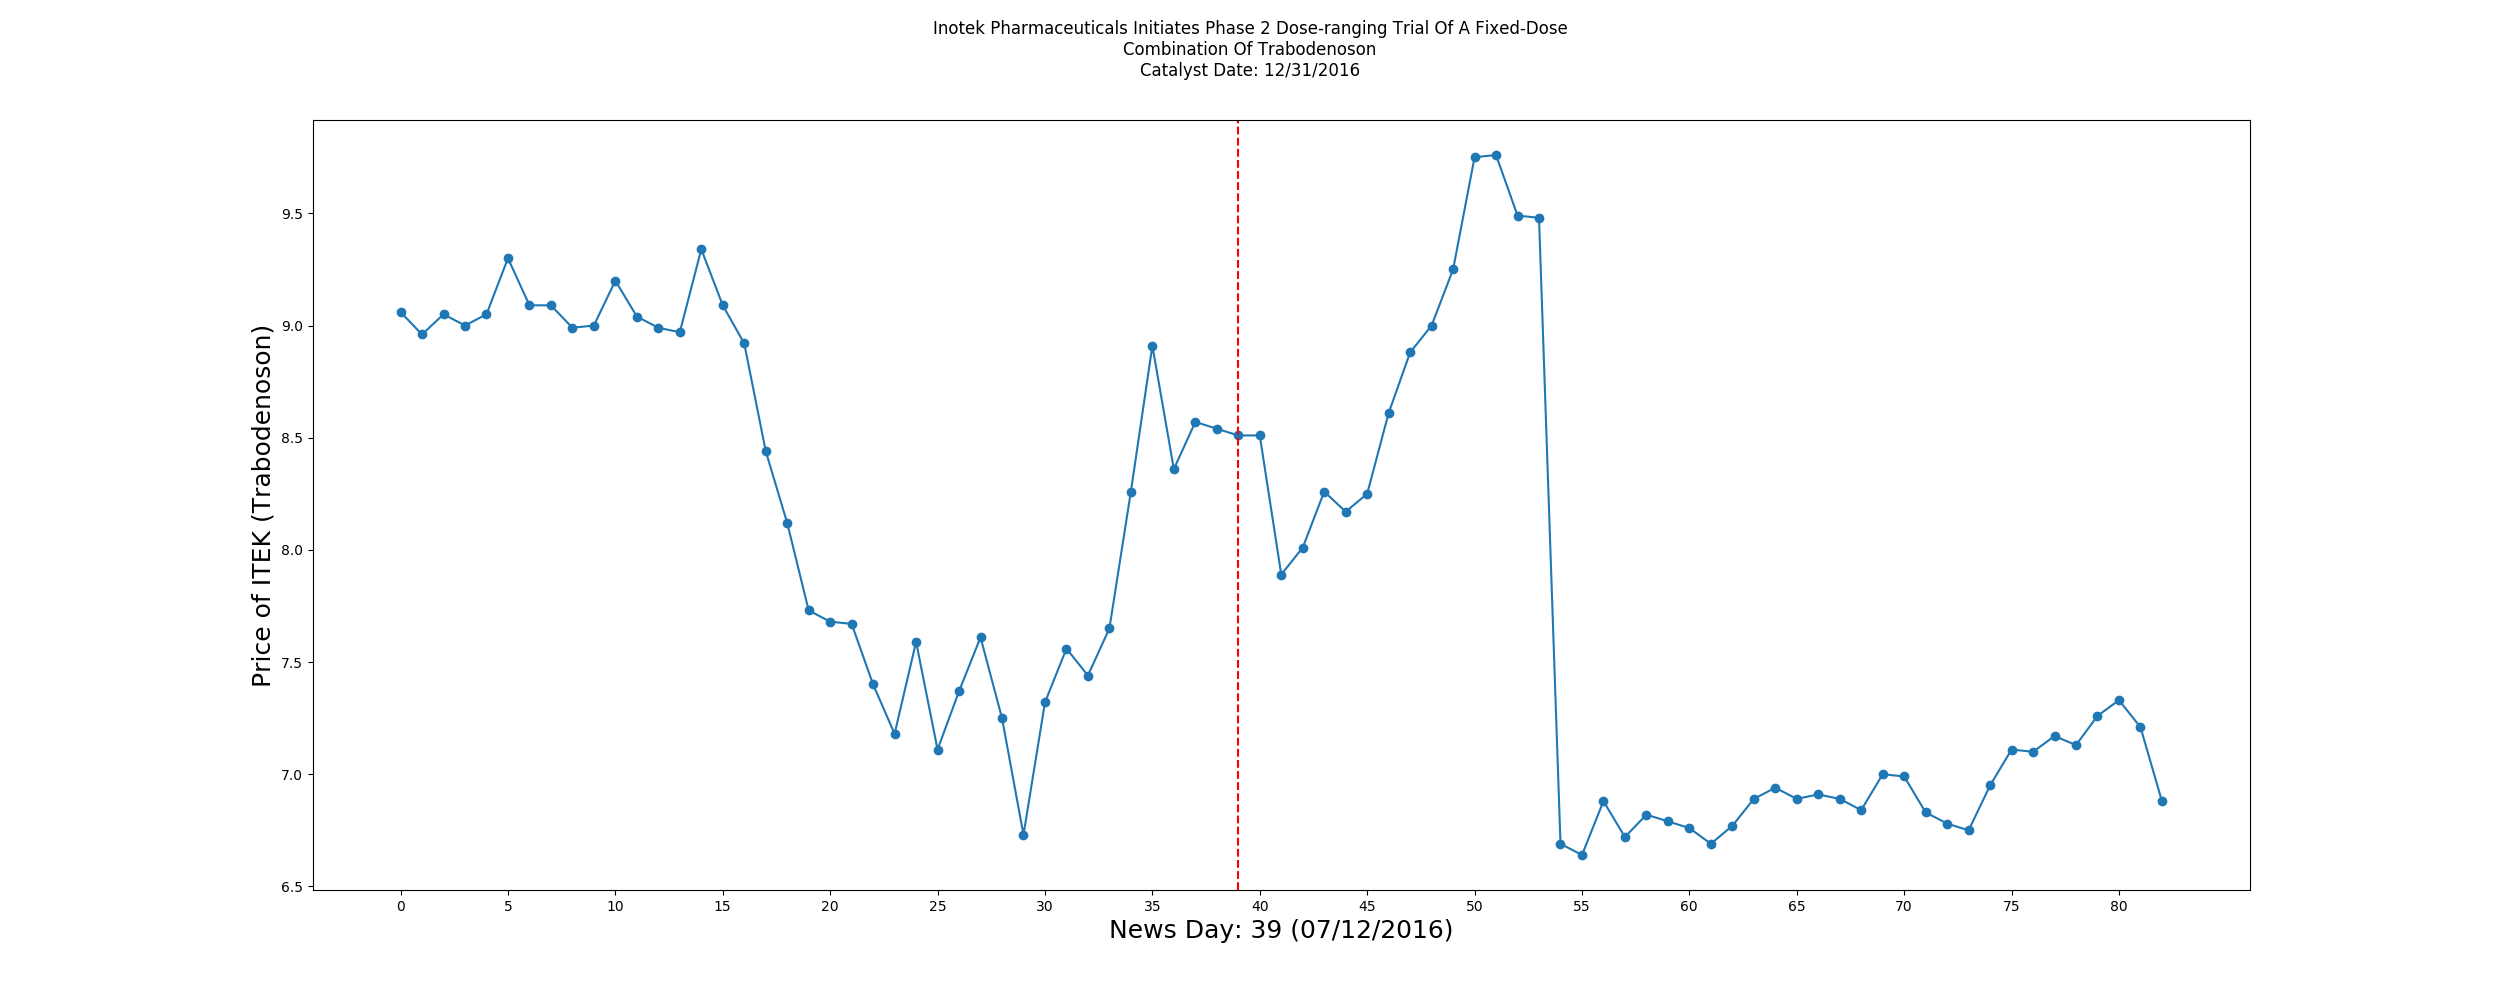 Inotek Pharmaceuticals Initiates Phase 2 Dose-ranging Trial Of A Fixed-Dose
Combination Of Trabodenoson
Catalyst Date: 12/31/2016
Price of ITEK (Trabodenoson)
9.5
9.0
8.5
8.0
7.5
7.0
6.5
0 5 10 15 20 25 30 35 40 45 50 55 60 65 70 75 80
News Day: 39 (07/12/2016)